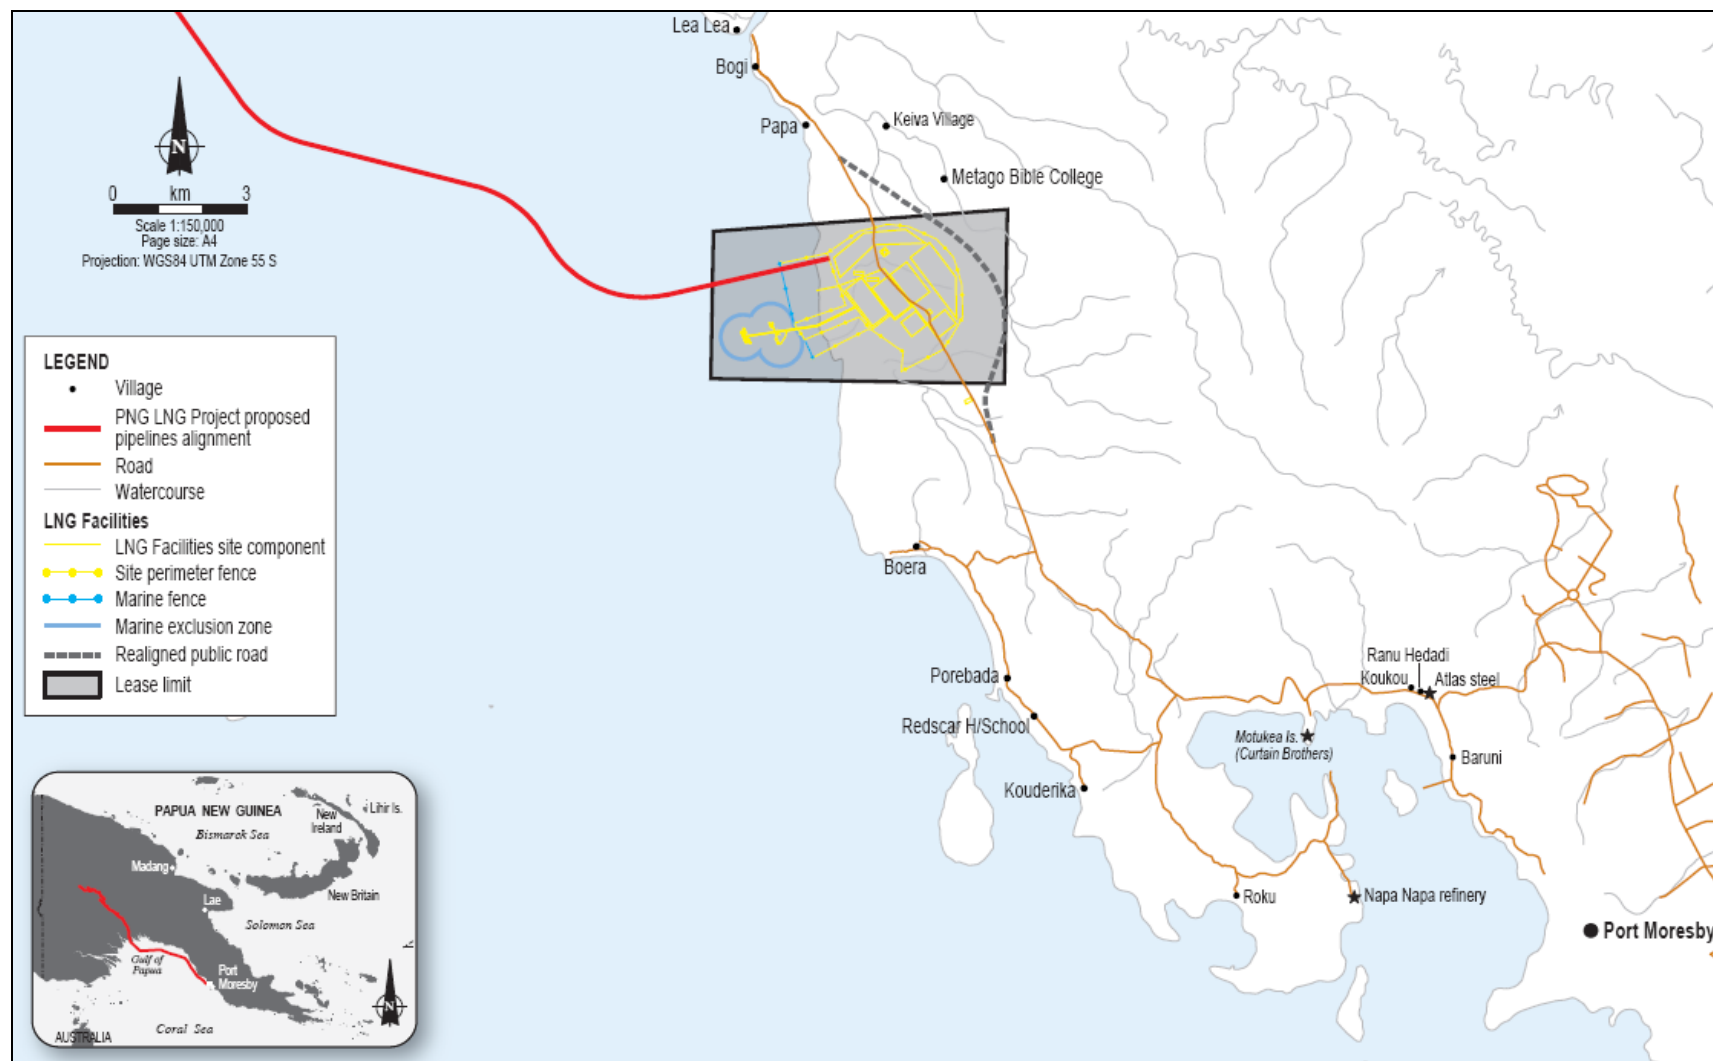 Lea Lea
Bogi
Papa
Keiva Village
Metago Bible College
N
0 km 3
Scale 1:150,000
Page size: A4
Projection: WGS84 UTM Zone 55 S
LEGEND
Village
PNG LNG Project proposed
pipelines alignment
Road
Watercourse
LNG Facilities
LNG Facilities site component
Site perimeter fence
Marine fence
Marine exclusion zone
Realigned public road
Lease limit
Boera
Porebada
Redscar H/School
Kouderika
Ranu Hedadi
Koukou
Atlas steel
Motukea Is.
(Curtain Brothers)
Baruni
Roku
Napa Napa refinery
Port Moresby
PAPUA NEW GUINEA
Bismarck Sea
New
Ireland
Lihir Is.
Madang
New Britain
Lae
Solomon Sea
Gulf of
Papua
Port
Moresby
N
Coral Sea
AUSTRALIA